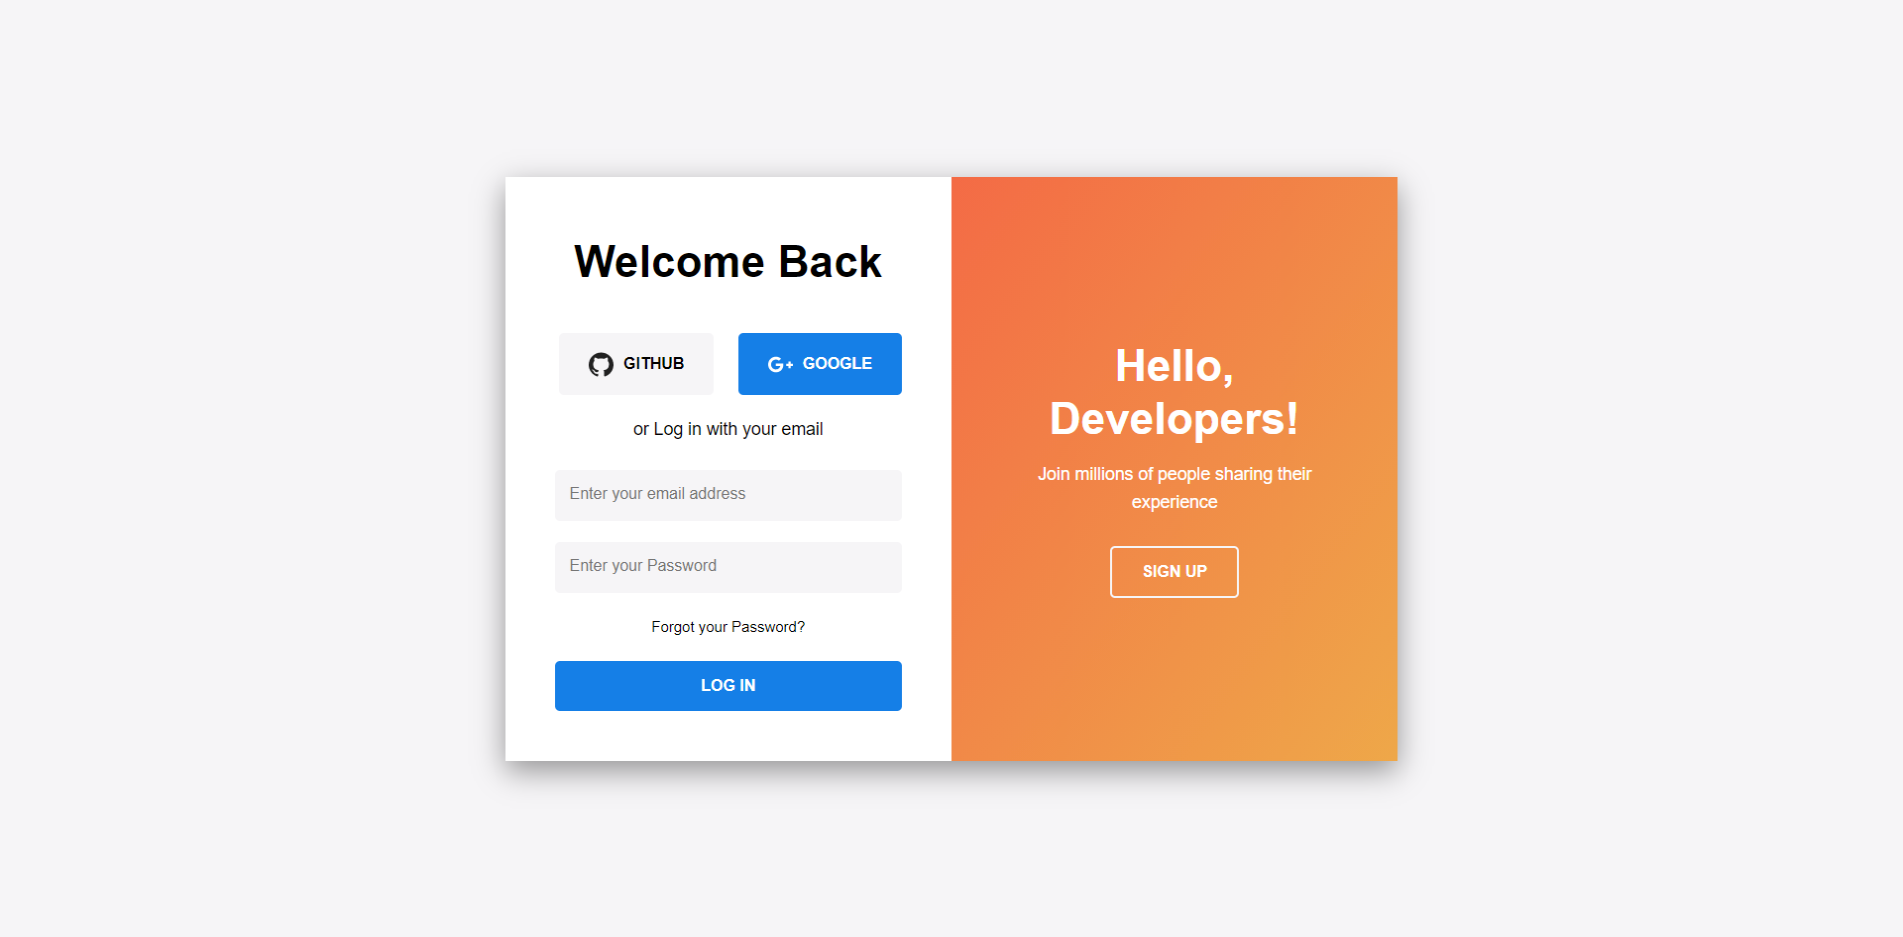 Welcome Back
GITHUB
G+ GOOGLE
or Log in with your email
Enter your email address
Enter your Password
Forgot your Password?
LOG IN
Hello,
Developers!
Join millions of people sharing their
experience
SIGN UP